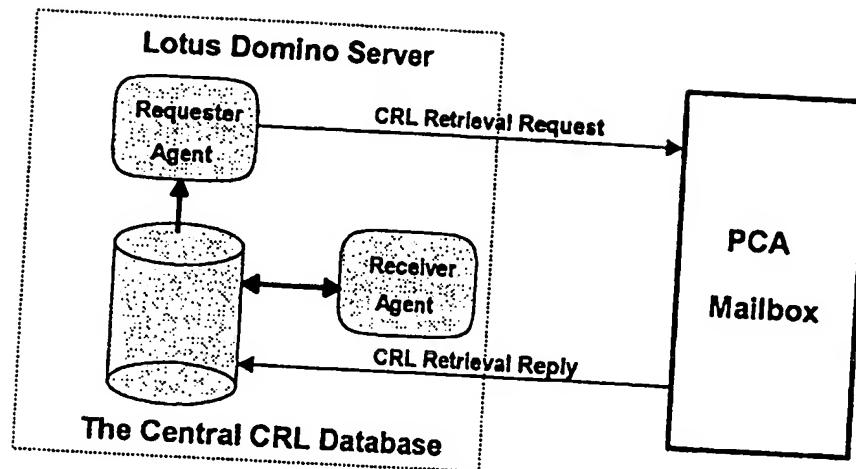 Lotus Domino Server
Requester
Agent
CRL Retrieval Request
PCA
Mailbox
Receiver
Agent
CRL Retrieval Reply
The Central CRL Database